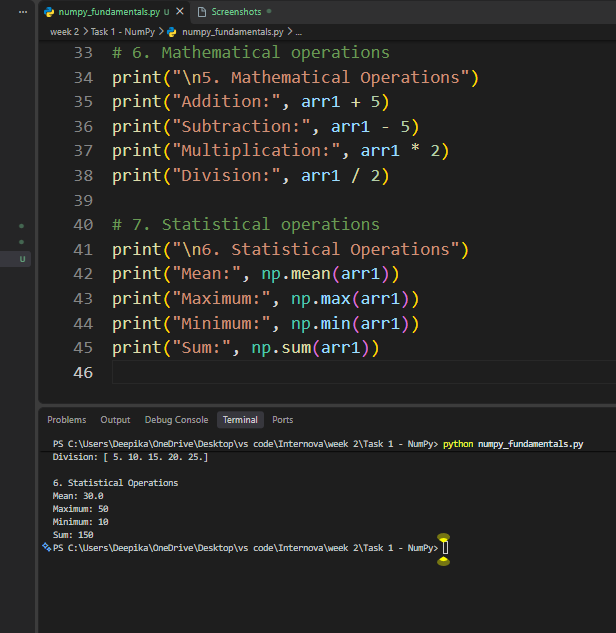 ... numpy_fundamentals.py U × Screenshots
week 2 > Task 1 - NumPy > numpy_fundamentals.py > ...
33 # 6. Mathematical operations
34 print("\n5. Mathematical Operations")
35 print("Addition:", arr1 + 5)
36 print("Subtraction:", arr1 - 5)
37 print("Multiplication:", arr1 * 2)
38 print("Division:", arr1 / 2)
39
40 # 7. Statistical operations
41 print("\n6. Statistical Operations")
42 print("Mean:", np.mean(arr1))
43 print("Maximum:", np.max(arr1))
44 print("Minimum:", np.min(arr1))
45 print("Sum:", np.sum(arr1))
46
U
Problems Output Debug Console Terminal Ports
PS C:\Users\Deepika\OneDrive\Desktop\vs code\Internova\week 2\Task 1 - NumPy> python numpy_fundamentals.py
Division: [ 5. 10. 15. 20. 25.]
6. Statistical Operations
Mean: 30.0
Maximum: 50
Minimum: 10
Sum: 150
PS C:\Users\Deepika\OneDrive\Desktop\vs code\Internova\week 2\Task 1 - NumPy>